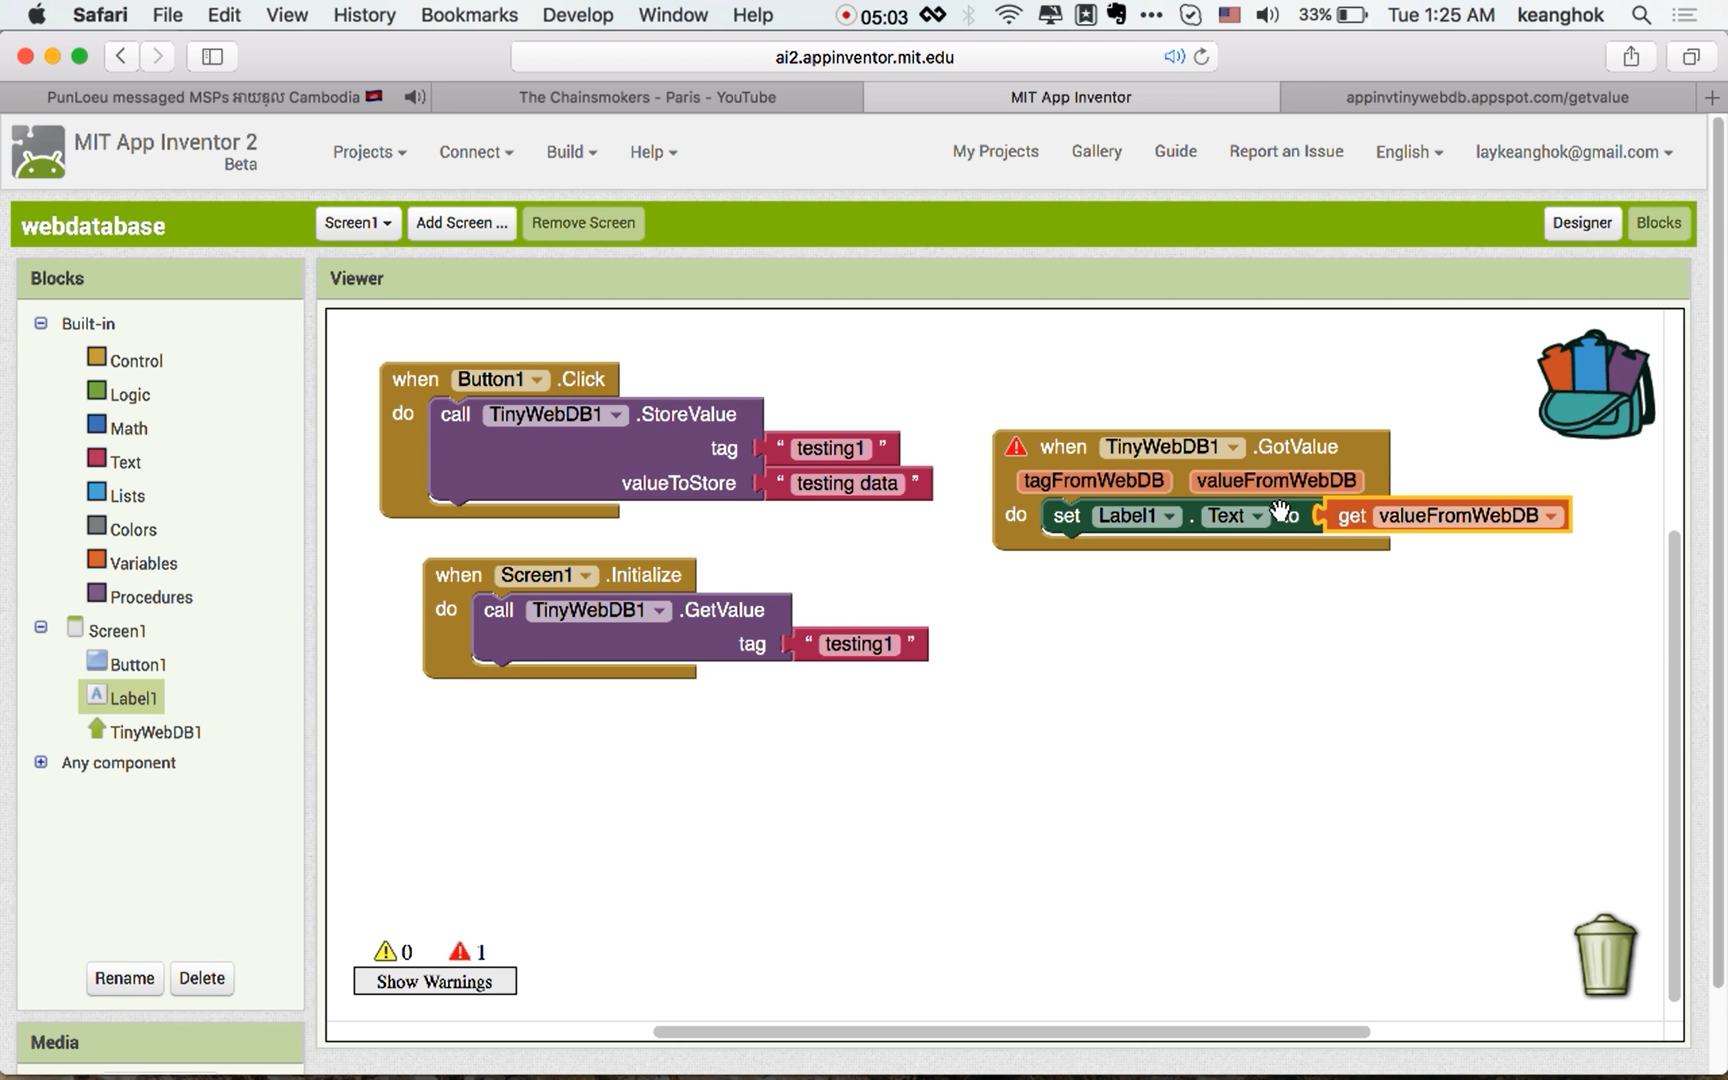 Safari File Edit View History Bookmarks Develop Window Help 05:03 33% Tue 1:25 AM keanghok
ai2.appinventor.mit.edu
PunLoeu messaged MSPs អាយឌុល Cambodia The Chainsmokers - Paris - YouTube MIT App Inventor appinvtinywebdb.appspot.com/getvalue
MIT App Inventor 2
Beta
Projects Connect Build Help My Projects Gallery Guide Report an Issue English laykeanghok@gmail.com
webdatabase Screen1 Add Screen ... Remove Screen Designer Blocks
Blocks
Built-in
Control
Logic
Math
Text
Lists
Colors
Variables
Procedures
Screen1
Button1
Label1
TinyWebDB1
Any component
Rename Delete
Media
Viewer
when Button1 .Click
do call TinyWebDB1 .StoreValue
tag “ testing1 ”
valueToStore “ testing data ”
when Screen1 .Initialize
do call TinyWebDB1 .GetValue
tag “ testing1 ”
when TinyWebDB1 .GotValue
tagFromWebDB valueFromWebDB
do set Label1 . Text to get valueFromWebDB
0 1
Show Warnings